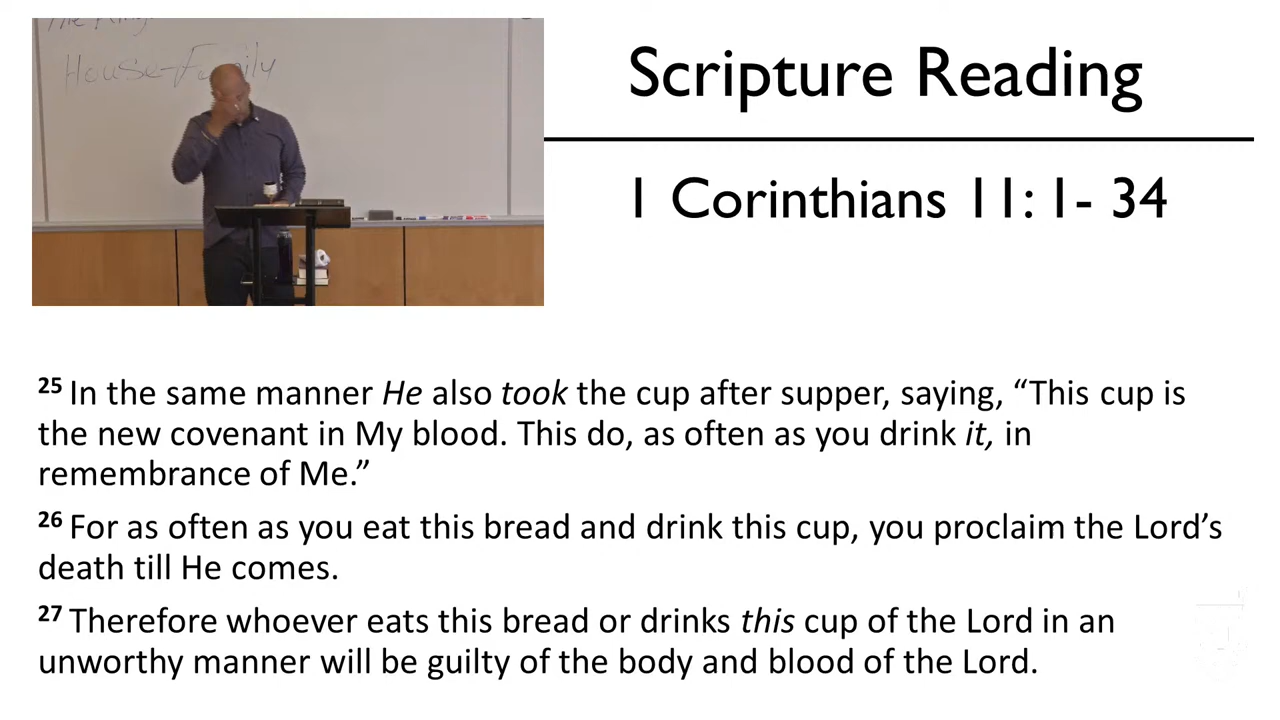 House-Family
Scripture Reading
1 Corinthians 11: 1- 34
25 In the same manner He also took the cup after supper, saying, “This cup is
the new covenant in My blood. This do, as often as you drink it, in
remembrance of Me.”
26 For as often as you eat this bread and drink this cup, you proclaim the Lord’s
death till He comes.
27 Therefore whoever eats this bread or drinks this cup of the Lord in an
unworthy manner will be guilty of the body and blood of the Lord.